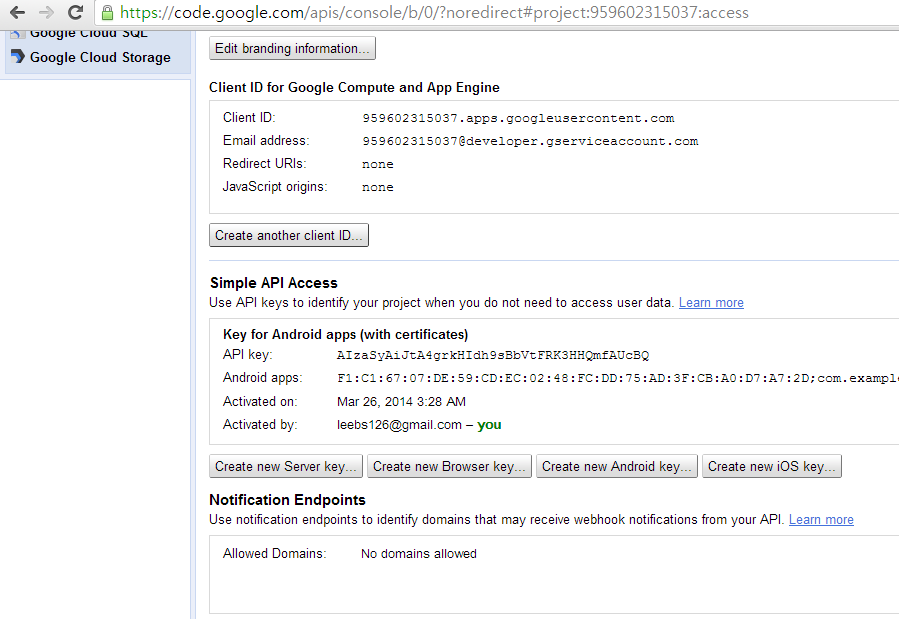 https://code.google.com/apis/console/b/0/?noredirect#project:959602315037:access
Google Cloud SQL
Google Cloud Storage
Edit branding information...
Client ID for Google Compute and App Engine
Client ID: 959602315037.apps.googleusercontent.com
Email address: 959602315037@developer.gserviceaccount.com
Redirect URIs: none
JavaScript origins: none
Create another client ID...
Simple API Access
Use API keys to identify your project when you do not need to access user data. Learn more
Key for Android apps (with certificates)
API key: AIzaSyAiJtA4grkHIdh9sBbVtFRK3HHQmfAUcBQ
Android apps: F1:C1:67:07:DE:59:CD:EC:02:48:FC:DD:75:AD:3F:CB:A0:D7:A7:2D;com.example
Activated on: Mar 26, 2014 3:28 AM
Activated by: leebs126@gmail.com – you
Create new Server key... Create new Browser key... Create new Android key... Create new iOS key...
Notification Endpoints
Use notification endpoints to identify domains that may receive webhook notifications from your API. Learn more
Allowed Domains: No domains allowed